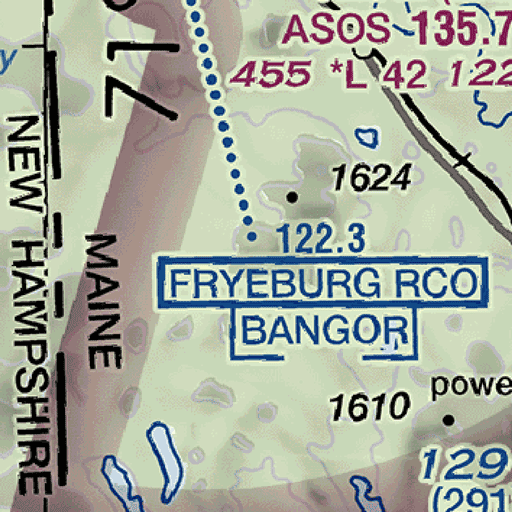 ASOS 135.7
455 *L 42 122
217
1624
122.3
FRYEBURG RCO
BANGOR
NEW HAMPSHIRE
MAINE
1610
powe
129
(291